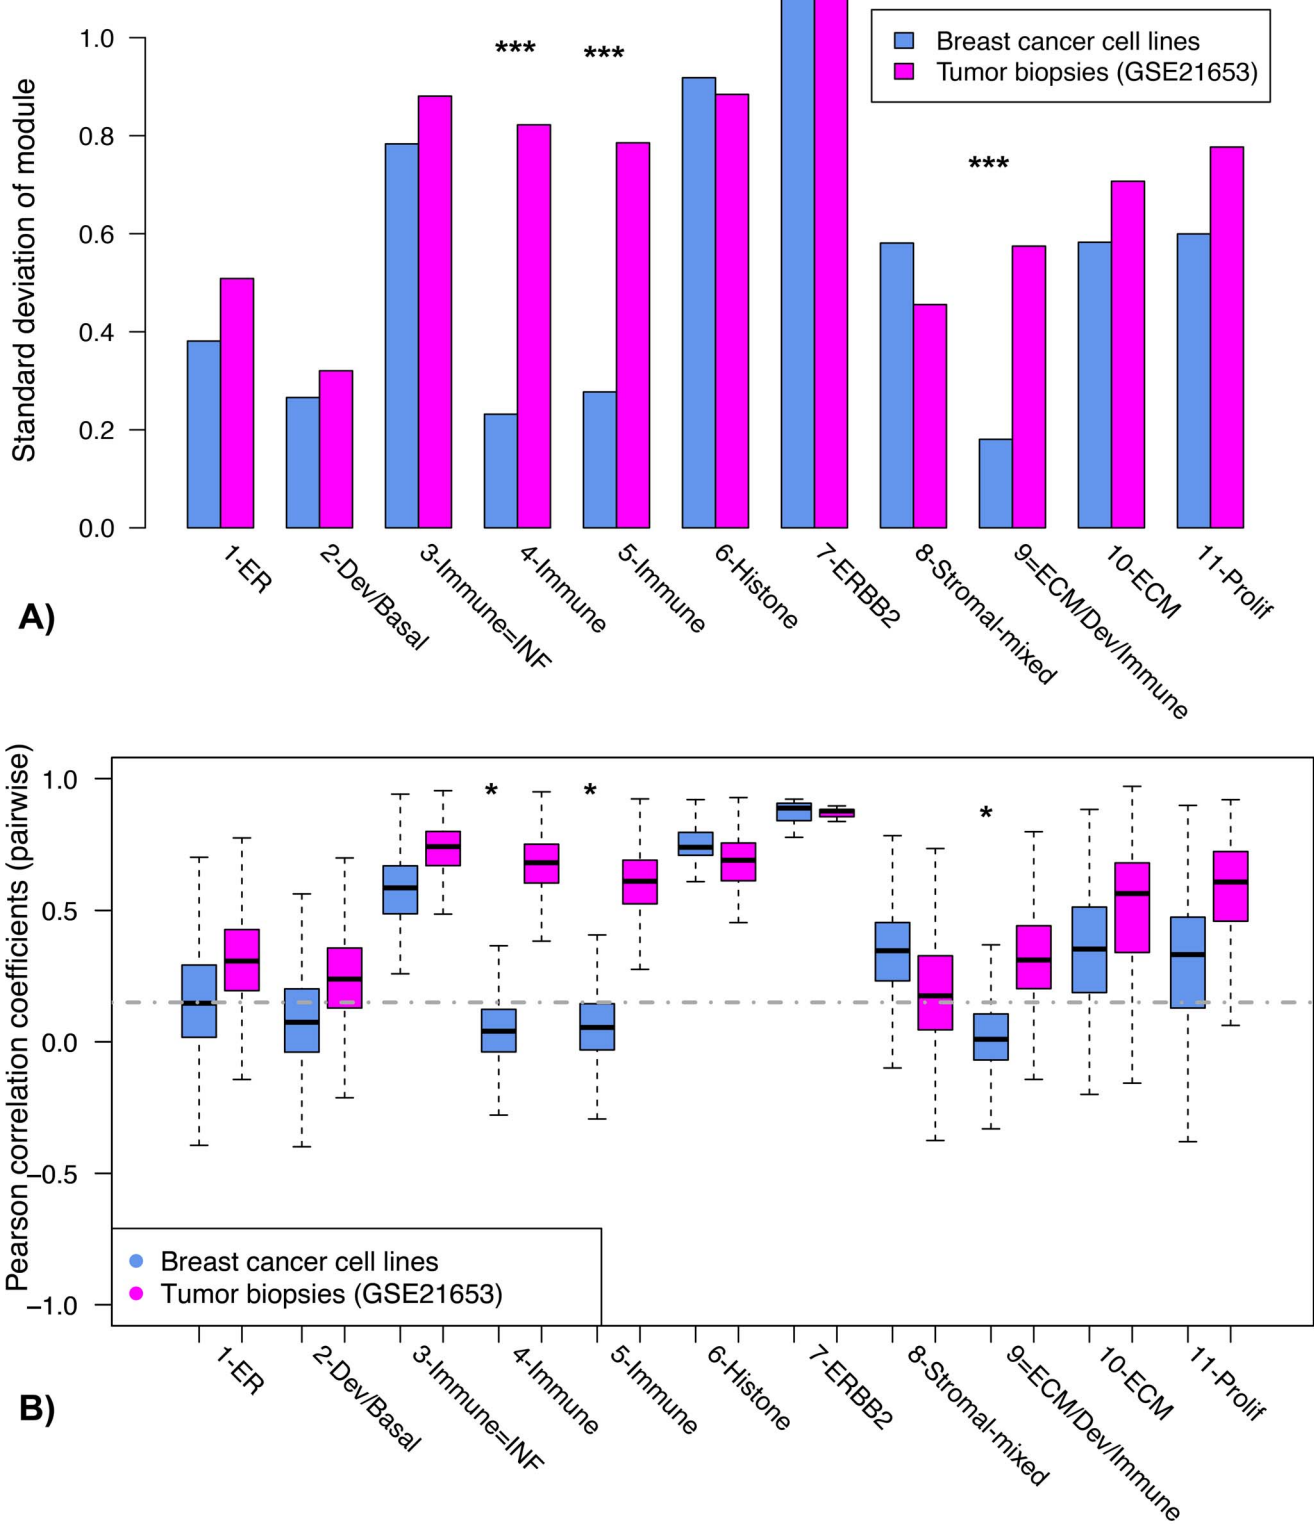 Standard deviation of module
1.0
0.8
0.6
0.4
0.2
0.0
***
***
***
Breast cancer cell lines
Tumor biopsies (GSE21653)
1-ER
2-Dev/Basal
3-Immune=INF
4-Immune
5-Immune
6-Histone
7-ERBB2
8-Stromal-mixed
9=ECM/Dev/Immune
10-ECM
11-Prolif
A)
Pearson correlation coefficients (pairwise)
1.0
0.5
0.0
−0.5
−1.0
*
*
*
Breast cancer cell lines
Tumor biopsies (GSE21653)
1-ER
2-Dev/Basal
3-Immune=INF
4-Immune
5-Immune
6-Histone
7-ERBB2
8-Stromal-mixed
9=ECM/Dev/Immune
10-ECM
11-Prolif
B)